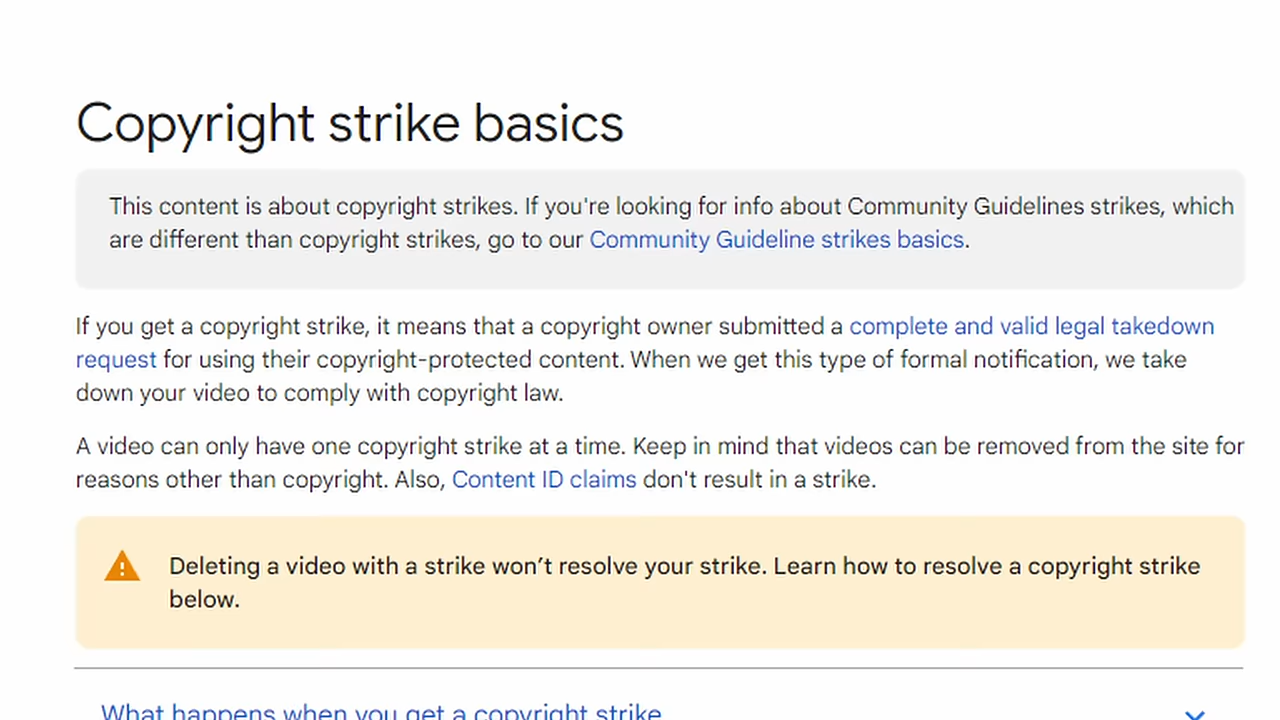 Copyright strike basics
This content is about copyright strikes. If you're looking for info about Community Guidelines strikes, which
are different than copyright strikes, go to our Community Guideline strikes basics.
If you get a copyright strike, it means that a copyright owner submitted a complete and valid legal takedown
request for using their copyright-protected content. When we get this type of formal notification, we take
down your video to comply with copyright law.
A video can only have one copyright strike at a time. Keep in mind that videos can be removed from the site for
reasons other than copyright. Also, Content ID claims don't result in a strike.
Deleting a video with a strike won’t resolve your strike. Learn how to resolve a copyright strike
below.
What happens when you get a copyright strike